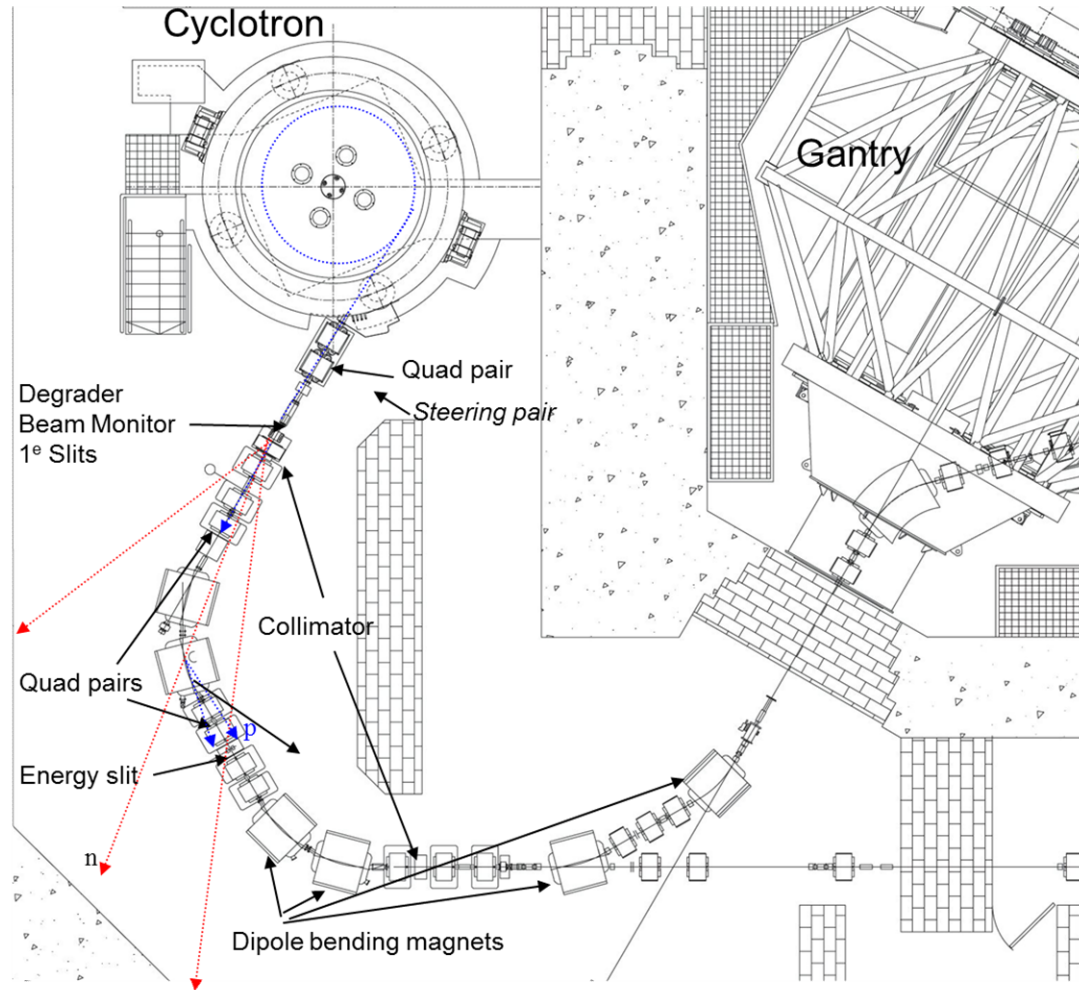 Cyclotron
Gantry
Quad pair
Steering pair
Degrader
Beam Monitor
1ᵉ Slits
Collimator
Quad pairs
p
Energy slit
n
Dipole bending magnets